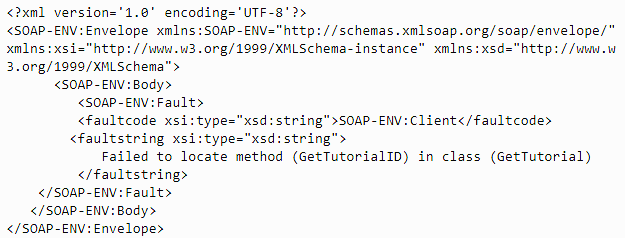 <?xml version='1.0' encoding='UTF-8'?>
<SOAP-ENV:Envelope xmlns:SOAP-ENV="http://schemas.xmlsoap.org/soap/envelope/"
xmlns:xsi="http://www.w3.org/1999/XMLSchema-instance" xmlns:xsd="http://www.w
3.org/1999/XMLSchema">
<SOAP-ENV:Body>
<SOAP-ENV:Fault>
<faultcode xsi:type="xsd:string">SOAP-ENV:Client</faultcode>
<faultstring xsi:type="xsd:string">
Failed to locate method (GetTutorialID) in class (GetTutorial)
</faultstring>
</SOAP-ENV:Fault>
</SOAP-ENV:Body>
</SOAP-ENV:Envelope>